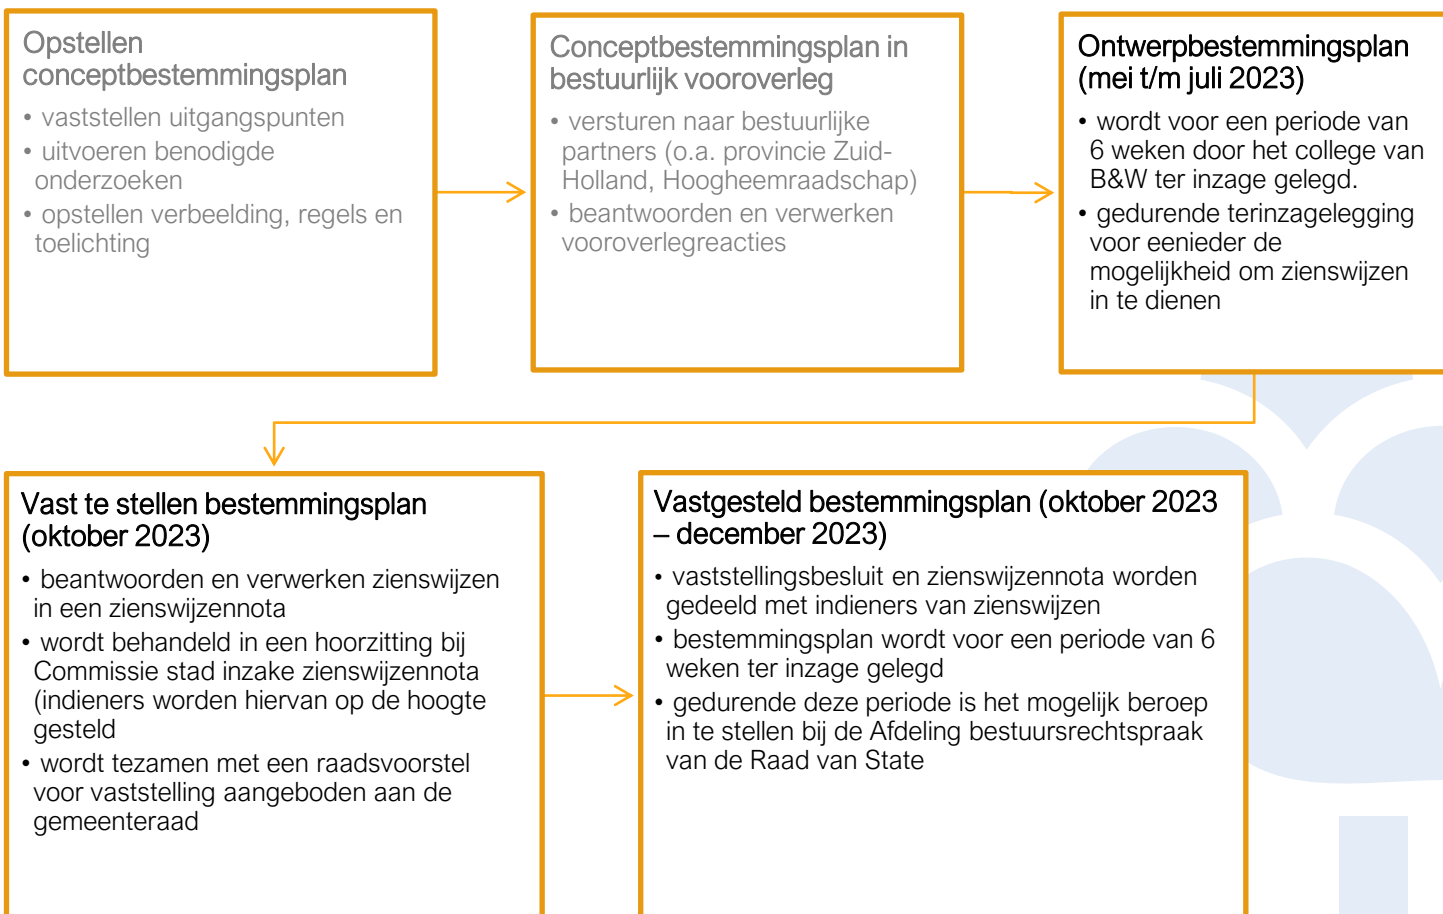 Opstellen
conceptbestemmingsplan
• vaststellen uitgangspunten
• uitvoeren benodigde
onderzoeken
• opstellen verbeelding, regels en
toelichting
Conceptbestemmingsplan in
bestuurlijk vooroverleg
• versturen naar bestuurlijke
partners (o.a. provincie Zuid-
Holland, Hoogheemraadschap)
• beantwoorden en verwerken
vooroverlegreacties
Ontwerpbestemmingsplan
(mei t/m juli 2023)
• wordt voor een periode van
6 weken door het college van
B&W ter inzage gelegd.
• gedurende terinzagelegging
voor eenieder de
mogelijkheid om zienswijzen
in te dienen
Vast te stellen bestemmingsplan
(oktober 2023)
• beantwoorden en verwerken zienswijzen
in een zienswijzennota
• wordt behandeld in een hoorzitting bij
Commissie stad inzake zienswijzennota
(indieners worden hiervan op de hoogte
gesteld
• wordt tezamen met een raadsvoorstel
voor vaststelling aangeboden aan de
gemeenteraad
Vastgesteld bestemmingsplan (oktober 2023
– december 2023)
• vaststellingsbesluit en zienswijzennota worden
gedeeld met indieners van zienswijzen
• bestemmingsplan wordt voor een periode van 6
weken ter inzage gelegd
• gedurende deze periode is het mogelijk beroep
in te stellen bij de Afdeling bestuursrechtspraak
van de Raad van State